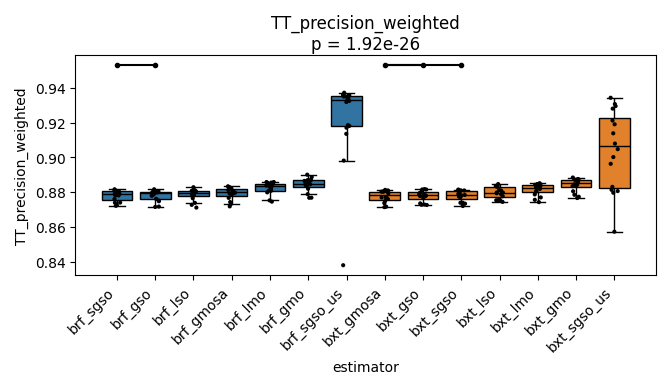 TT_precision_weighted
p = 1.92e-26
TT_precision_weighted
0.94
0.92
0.90
0.88
0.86
0.84
brf_sgso
brf_gso
brf_lso
brf_gmosa
brf_lmo
brf_gmo
brf_sgso_us
bxt_gmosa
bxt_gso
bxt_sgso
bxt_lso
bxt_lmo
bxt_gmo
bxt_sgso_us
estimator